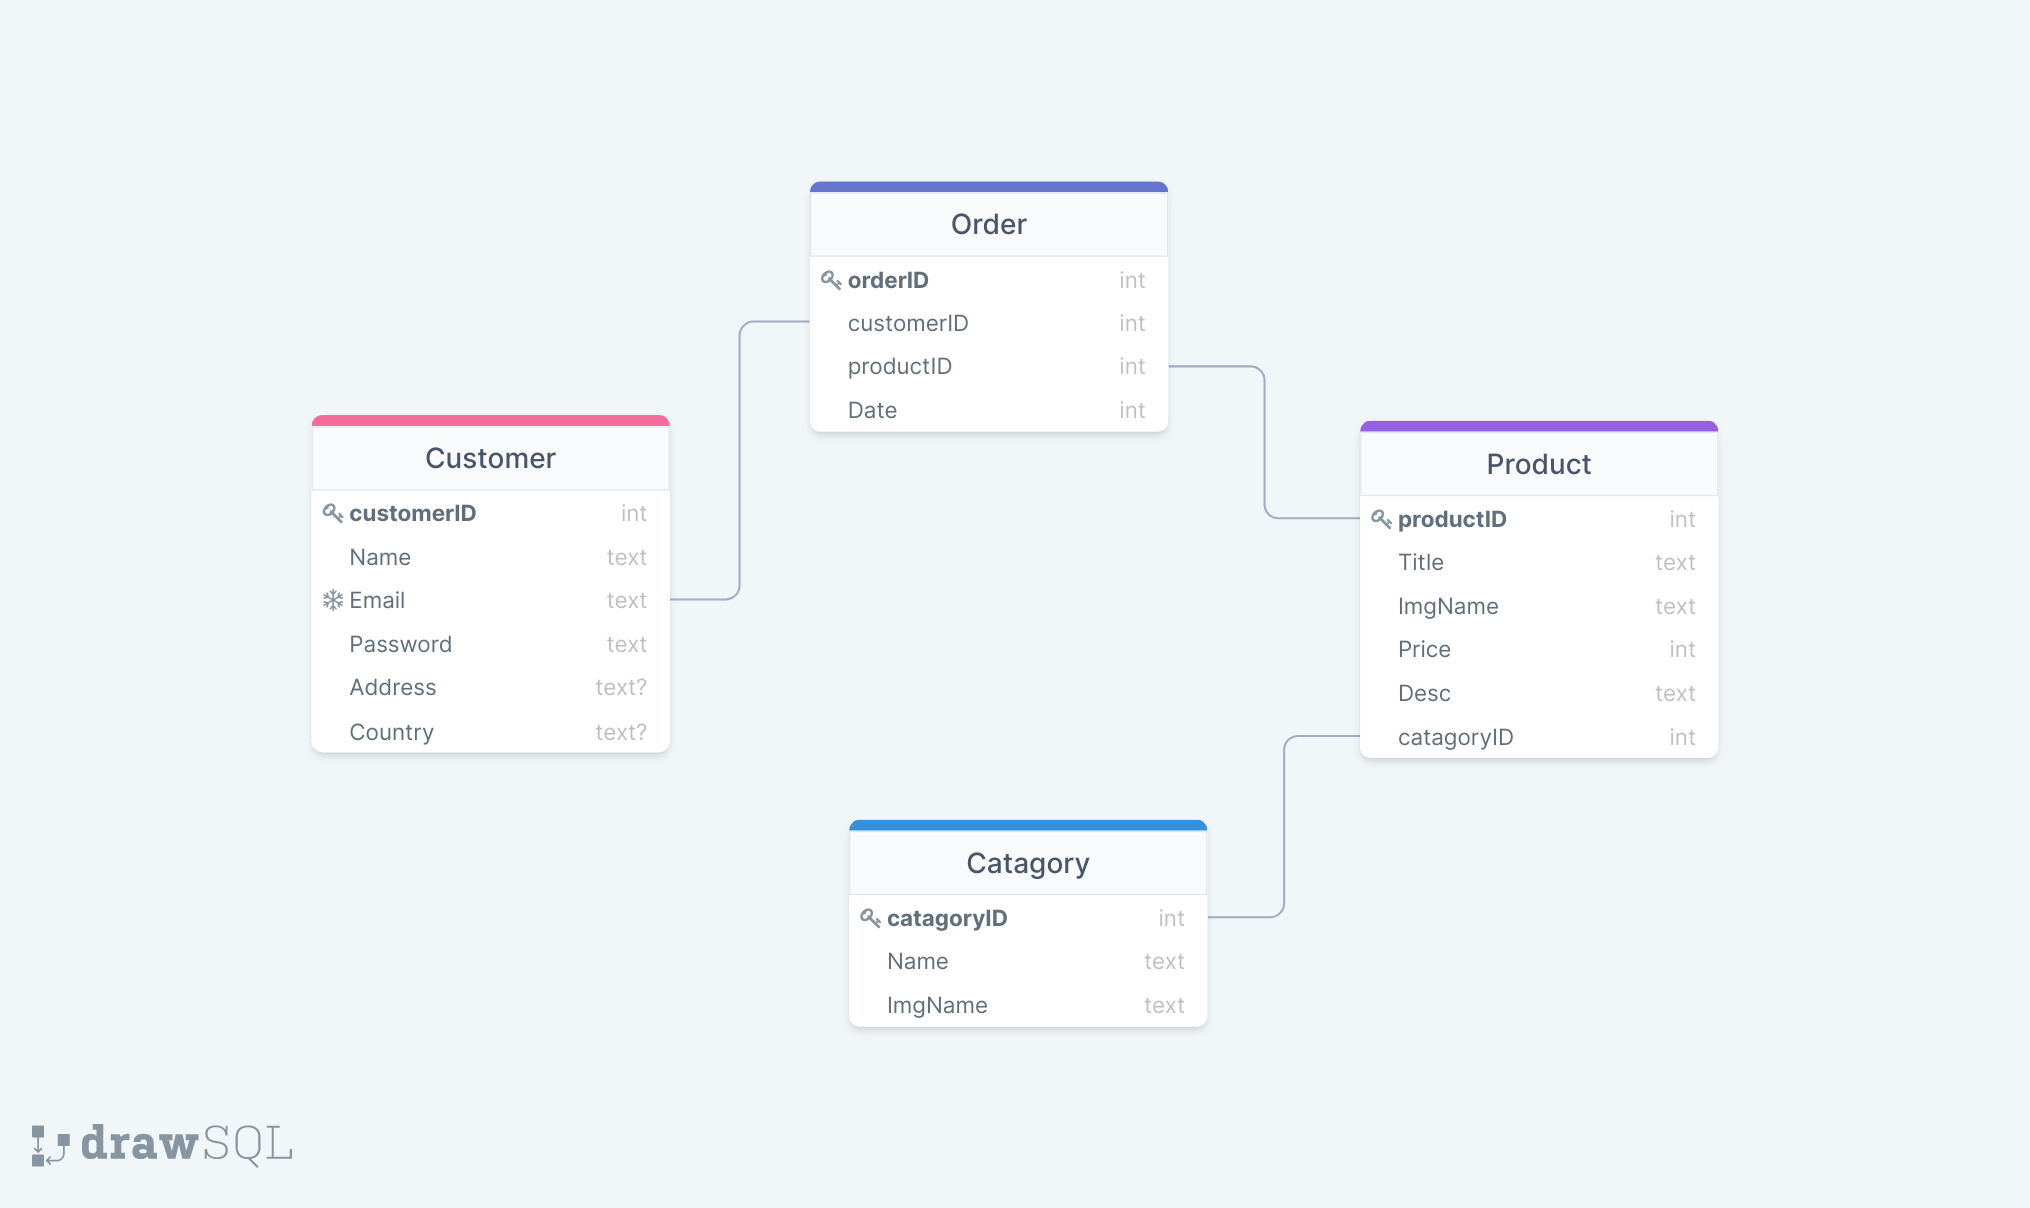 Order
orderID int
customerID int
productID int
Date int
Customer
customerID int
Name text
Email text
Password text
Address text?
Country text?
Product
productID int
Title text
ImgName text
Price int
Desc text
catagoryID int
Catagory
catagoryID int
Name text
ImgName text
drawSQL